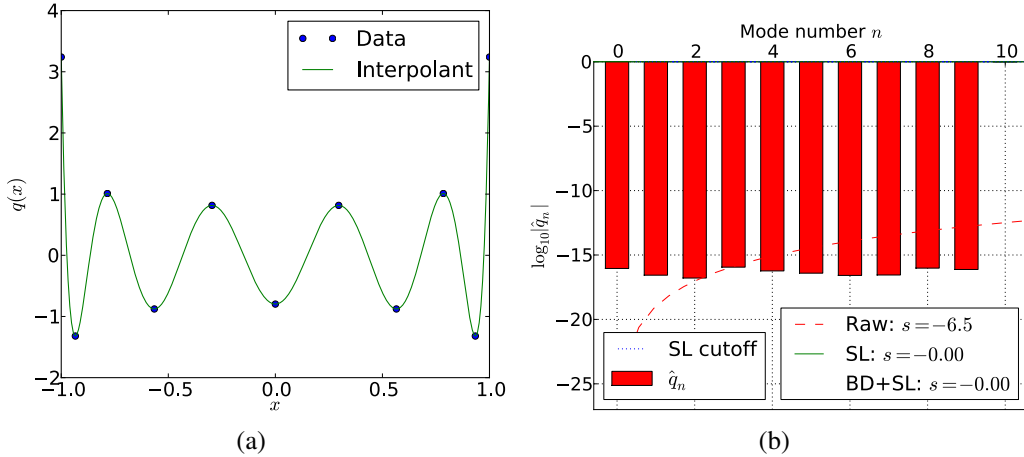 Data
Interpolant
4
3
2
1
0
−1
−2
q(x)
−1.0 −0.5 0.0 0.5 1.0
x
(a)
Mode number n
0 2 4 6 8 10
0
−5
−10
−15
−20
−25
log₁₀|q̂ₙ|
SL cutoff
q̂ₙ
Raw: s=−6.5
SL: s=−0.00
BD+SL: s=−0.00
(b)